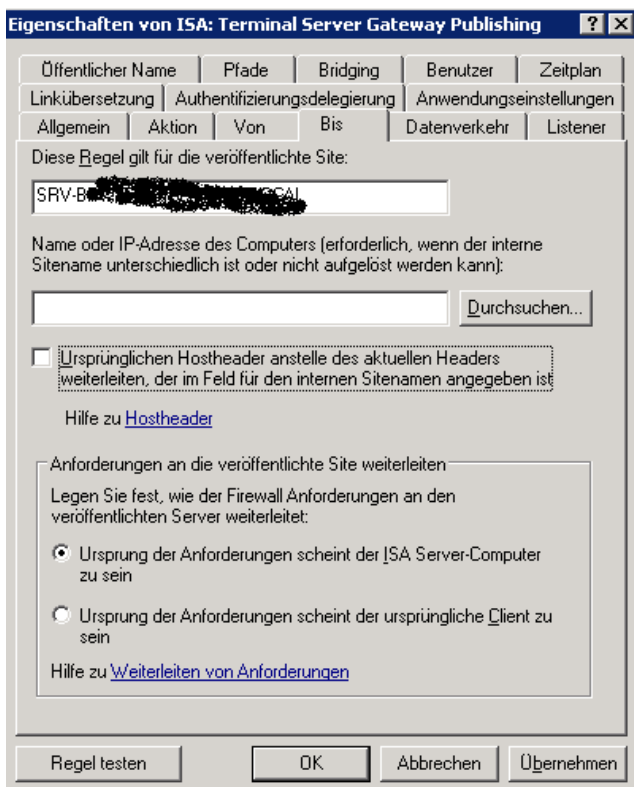 Eigenschaften von ISA: Terminal Server Gateway Publishing
Öffentlicher Name Pfade Bridging Benutzer Zeitplan
Linkübersetzung Authentifizierungsdelegierung Anwendungseinstellungen
Allgemein Aktion Von Bis Datenverkehr Listener
Diese Regel gilt für die veröffentlichte Site:
Name oder IP-Adresse des Computers (erforderlich, wenn der interne
Sitename unterschiedlich ist oder nicht aufgelöst werden kann):
Durchsuchen...
Ursprünglichen Hostheader anstelle des aktuellen Headers
weiterleiten, der im Feld für den internen Sitenamen angegeben ist
Hilfe zu Hostheader
Anforderungen an die veröffentlichte Site weiterleiten
Legen Sie fest, wie der Firewall Anforderungen an den
veröffentlichten Server weiterleitet:
Ursprung der Anforderungen scheint der ISA Server-Computer
zu sein
Ursprung der Anforderungen scheint der ursprüngliche Client zu
sein
Hilfe zu Weiterleiten von Anforderungen
Regel testen OK Abbrechen Übernehmen